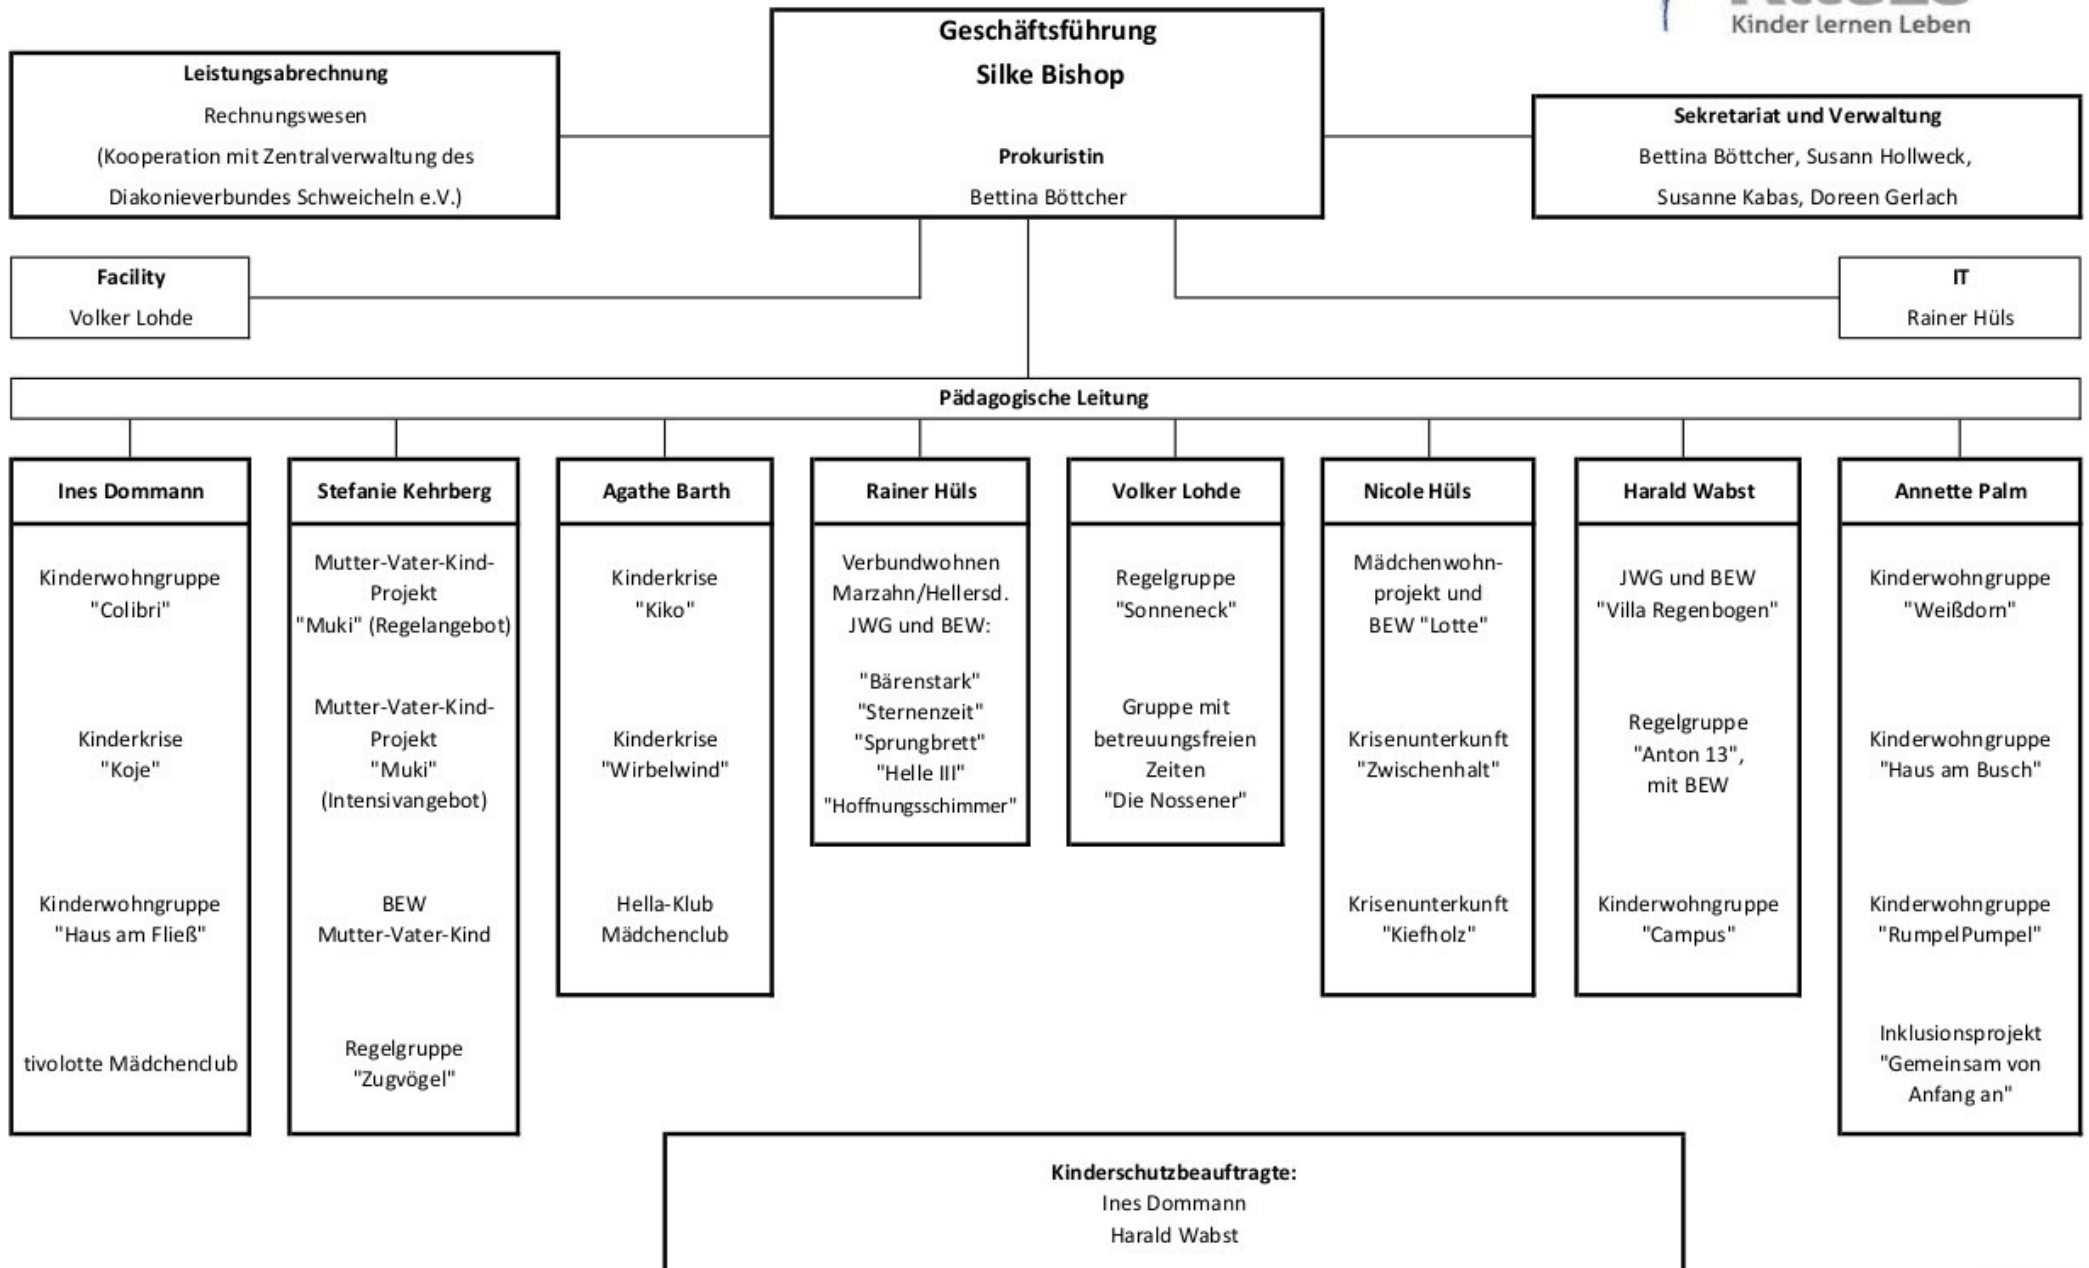 Kinder lernen Leben
Geschäftsführung
Silke Bishop
Prokuristin
Bettina Böttcher
Leistungsabrechnung
Rechnungswesen
(Kooperation mit Zentralverwaltung des
Diakonieverbundes Schweicheln e.V.)
Sekretariat und Verwaltung
Bettina Böttcher, Susann Hollweck,
Susanne Kabas, Doreen Gerlach
Facility
Volker Lohde
IT
Rainer Hüls
Pädagogische Leitung
Ines Dommann
Kinderwohngruppe
"Colibri"
Kinderkrise
"Koje"
Kinderwohngruppe
"Haus am Fließ"
tivolotte Mädchenclub
Stefanie Kehrberg
Mutter-Vater-Kind-
Projekt
"Muki" (Regelangebot)
Mutter-Vater-Kind-
Projekt
"Muki"
(Intensivangebot)
BEW
Mutter-Vater-Kind
Regelgruppe
"Zugvögel"
Agathe Barth
Kinderkrise
"Kiko"
Kinderkrise
"Wirbelwind"
Hella-Klub
Mädchenclub
Rainer Hüls
Verbundwohnen
Marzahn/Hellersd.
JWG und BEW:
"Bärenstark"
"Sternenzeit"
"Sprungbrett"
"Helle III"
"Hoffnungsschimmer"
Volker Lohde
Regelgruppe
"Sonneneck"
Gruppe mit
betreuungsfreien
Zeiten
"Die Nossener"
Nicole Hüls
Mädchenwohn-
projekt und
BEW "Lotte"
Krisenunterkunft
"Zwischenhalt"
Krisenunterkunft
"Kiefholz"
Harald Wabst
JWG und BEW
"Villa Regenbogen"
Regelgruppe
"Anton 13",
mit BEW
Kinderwohngruppe
"Campus"
Annette Palm
Kinderwohngruppe
"Weißdorn"
Kinderwohngruppe
"Haus am Busch"
Kinderwohngruppe
"RumpelPumpel"
Inklusionsprojekt
"Gemeinsam von
Anfang an"
Kinderschutzbeauftragte:
Ines Dommann
Harald Wabst